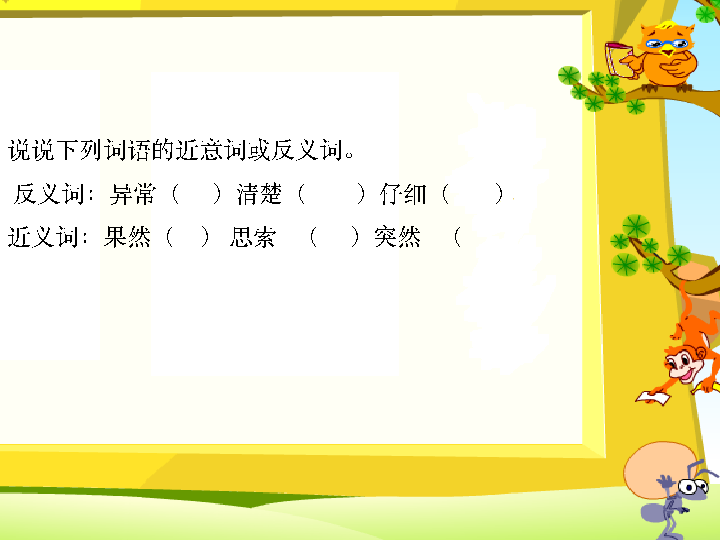 说说下列词语的近意词或反义词。
反义词：异常（ ）清楚（ ）仔细（ ）
近义词：果然（ ）思索 （ ）突然 （